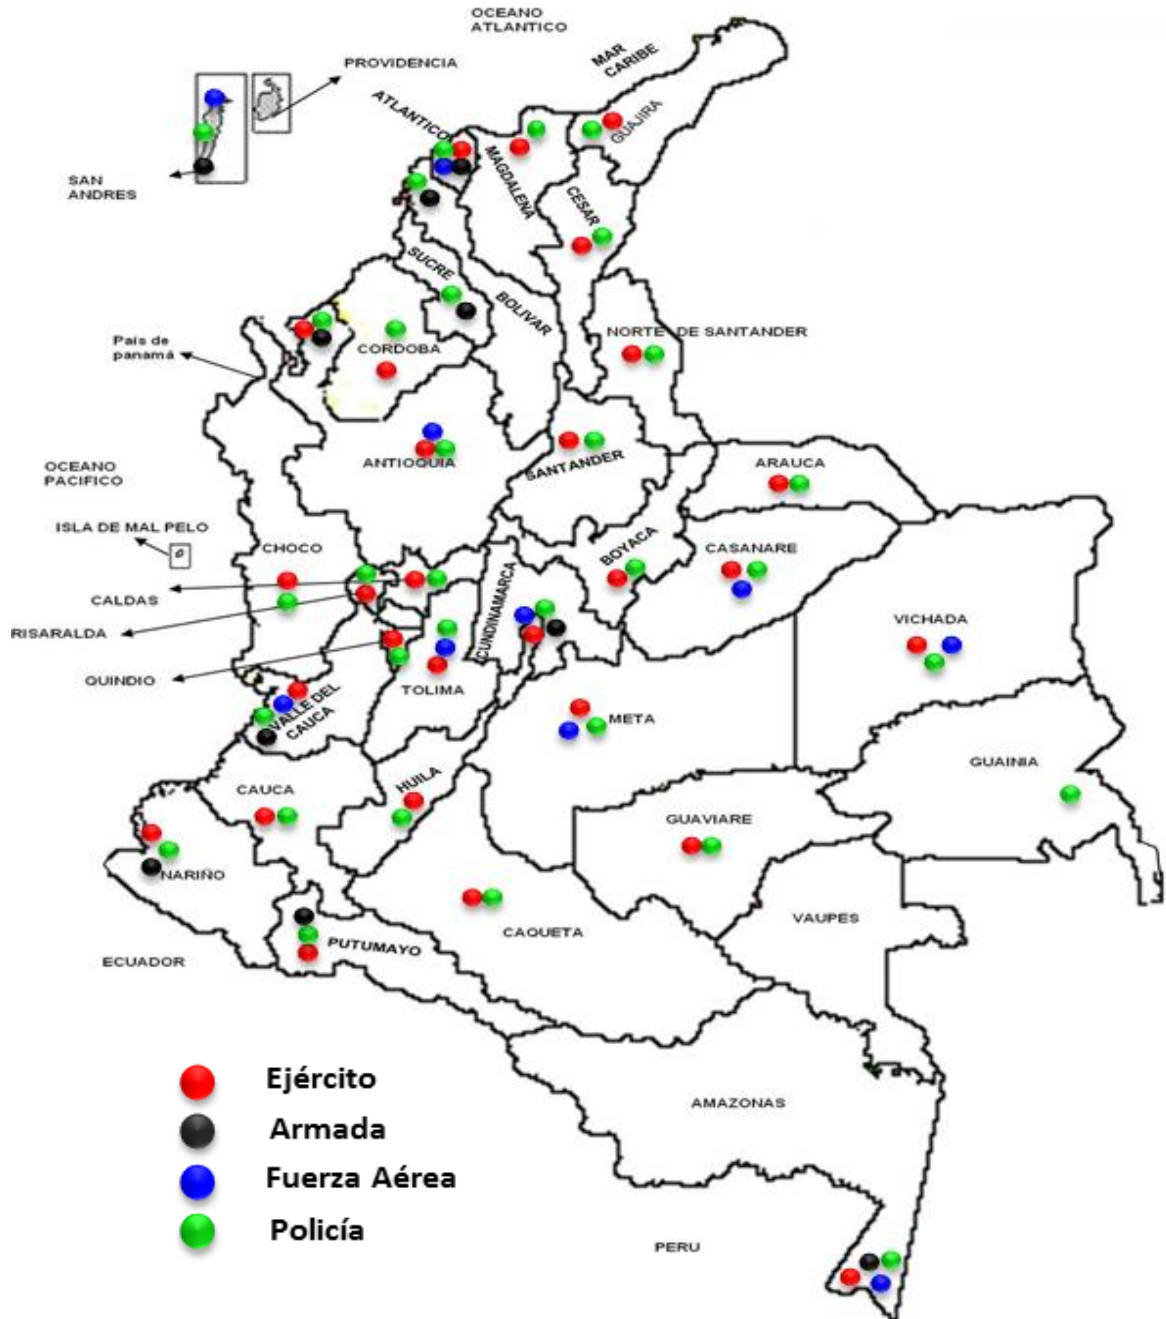 OCEANO
ATLANTICO
MAR
CARIBE
PROVIDENCIA
ATLANTICO
GUAJIRA
MAGDALENA
SAN
ANDRES
CESAR
SUCRE
BOLIVAR
NORTE DE SANTANDER
País de
panamá
CORDOBA
ANTIOQUIA
SANTANDER
ARAUCA
OCEANO
PACIFICO
ISLA DE MAL PELO
CHOCO
BOYACA
CASANARE
CUNDINAMARCA
CALDAS
RISARALDA
VICHADA
QUINDIO
TOLIMA
VALLE DEL
CAUCA
META
GUAINIA
CAUCA
HUILA
GUAVIARE
NARIÑO
VAUPES
CAQUETA
PUTUMAYO
ECUADOR
Ejército
Armada
Fuerza Aérea
Policía
AMAZONAS
PERU